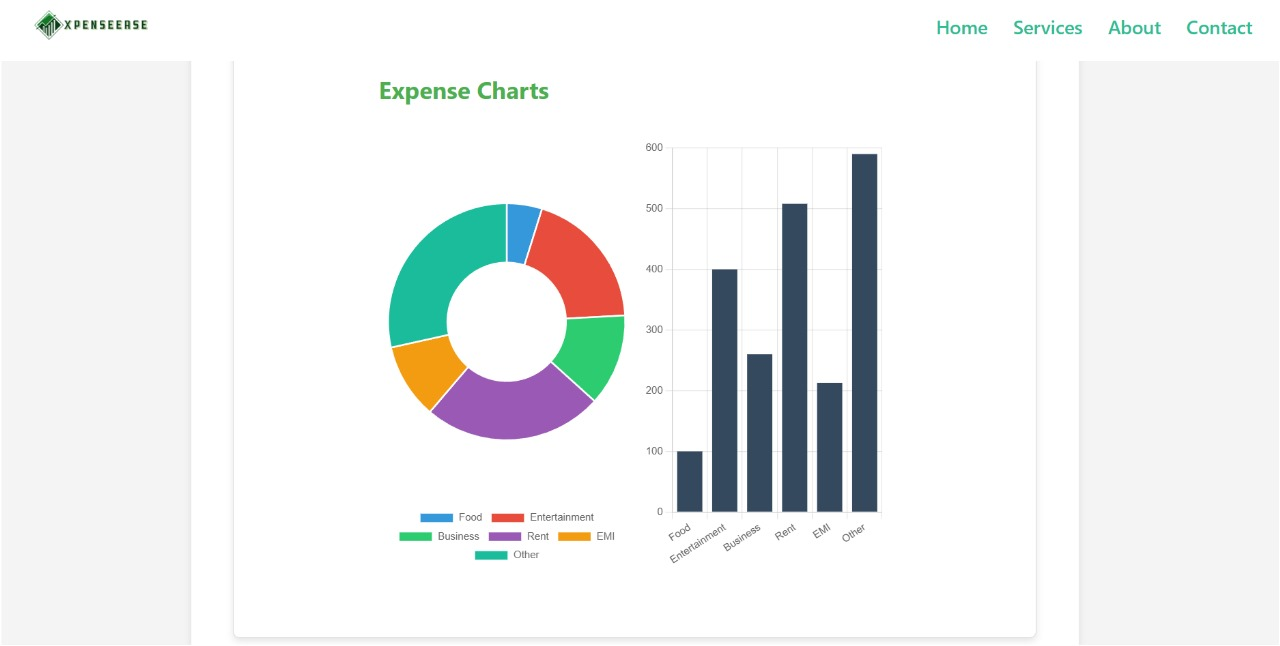 XPENSEEASE
Home Services About Contact
Expense Charts
600
500
400
300
200
100
0
Food Entertainment Business Rent EMI Other
Food Entertainment
Business Rent EMI
Other